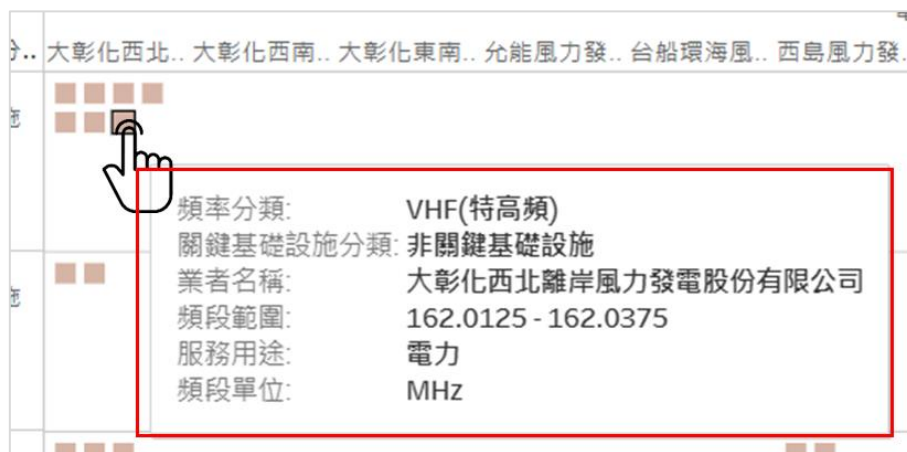 大彰化西北.. 大彰化西南.. 大彰化東南.. 允能風力發.. 台船環海風.. 西島風力發.
頻率分類: VHF(特高頻)
關鍵基礎設施分類: 非關鍵基礎設施
業者名稱: 大彰化西北離岸風力發電股份有限公司
頻段範圍: 162.0125 - 162.0375
服務用途: 電力
頻段單位: MHz